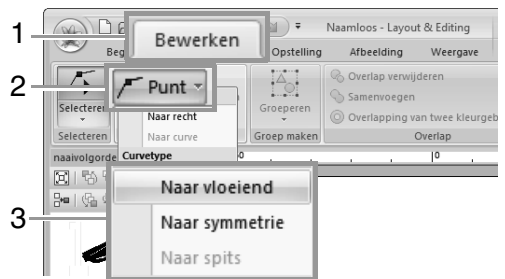 Naamloos - Layout & Editing
1 Bewerken
Opstelling Afbeelding Weergave
2 Punt
Selecteren
Groeperen
Overlap verwijderen
Samenvoegen
Overlapping van twee kleurgeb
Naar recht
Naar curve
Selecteren
Groep maken
Overlap
naaivolgorde
Curvetype
3 Naar vloeiend
Naar symmetrie
Naar spits